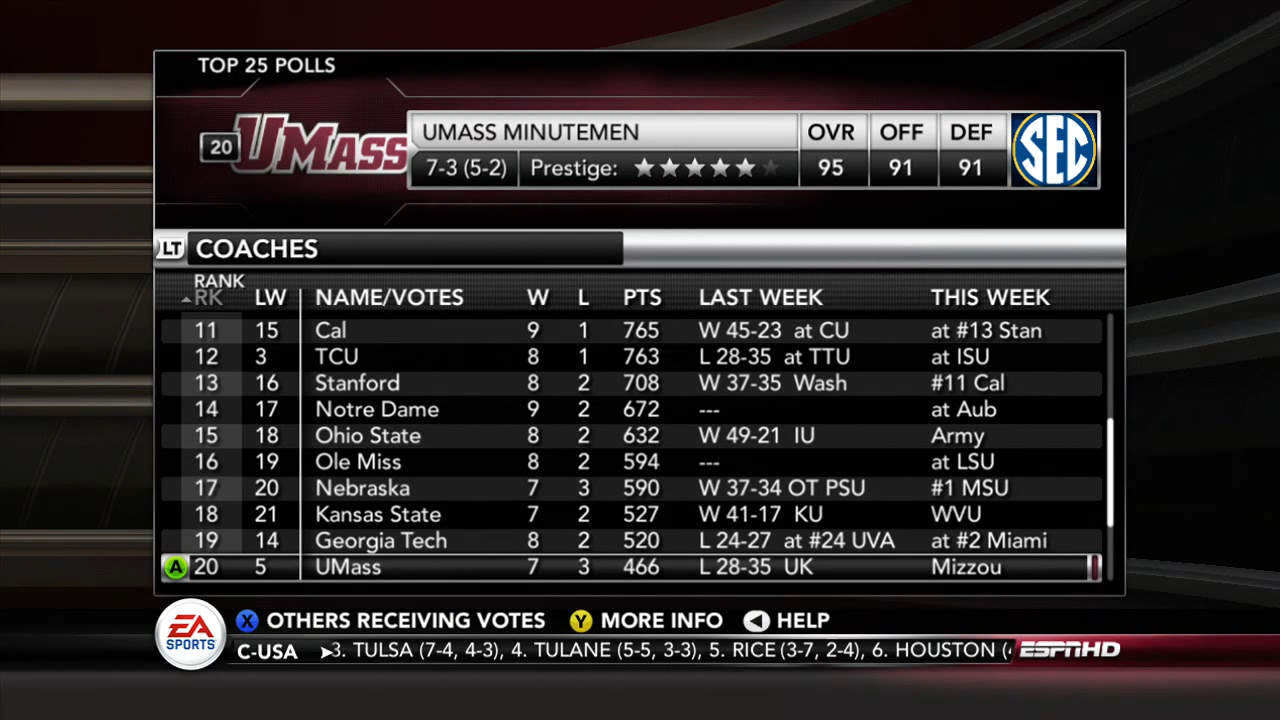 TOP 25 POLLS
20 UMASS UMASS MINUTEMEN OVR OFF DEF SEC
7-3 (5-2) Prestige: 95 91 91
LT COACHES
RANK
RK LW NAME/VOTES W L PTS LAST WEEK THIS WEEK
11 15 Cal 9 1 765 W 45-23 at CU at #13 Stan
12 3 TCU 8 1 763 L 28-35 at TTU at ISU
13 16 Stanford 8 2 708 W 37-35 Wash #11 Cal
14 17 Notre Dame 9 2 672 --- at Aub
15 18 Ohio State 8 2 632 W 49-21 IU Army
16 19 Ole Miss 8 2 594 --- at LSU
17 20 Nebraska 7 3 590 W 37-34 OT PSU #1 MSU
18 21 Kansas State 7 2 527 W 41-17 KU WVU
19 14 Georgia Tech 8 2 520 L 24-27 at #24 UVA at #2 Miami
A 20 5 UMass 7 3 466 L 28-35 UK Mizzou
EA SPORTS X OTHERS RECEIVING VOTES Y MORE INFO HELP
C-USA 3. TULSA (7-4, 4-3), 4. TULANE (5-5, 3-3), 5. RICE (3-7, 2-4), 6. HOUSTON ( ESPNHD